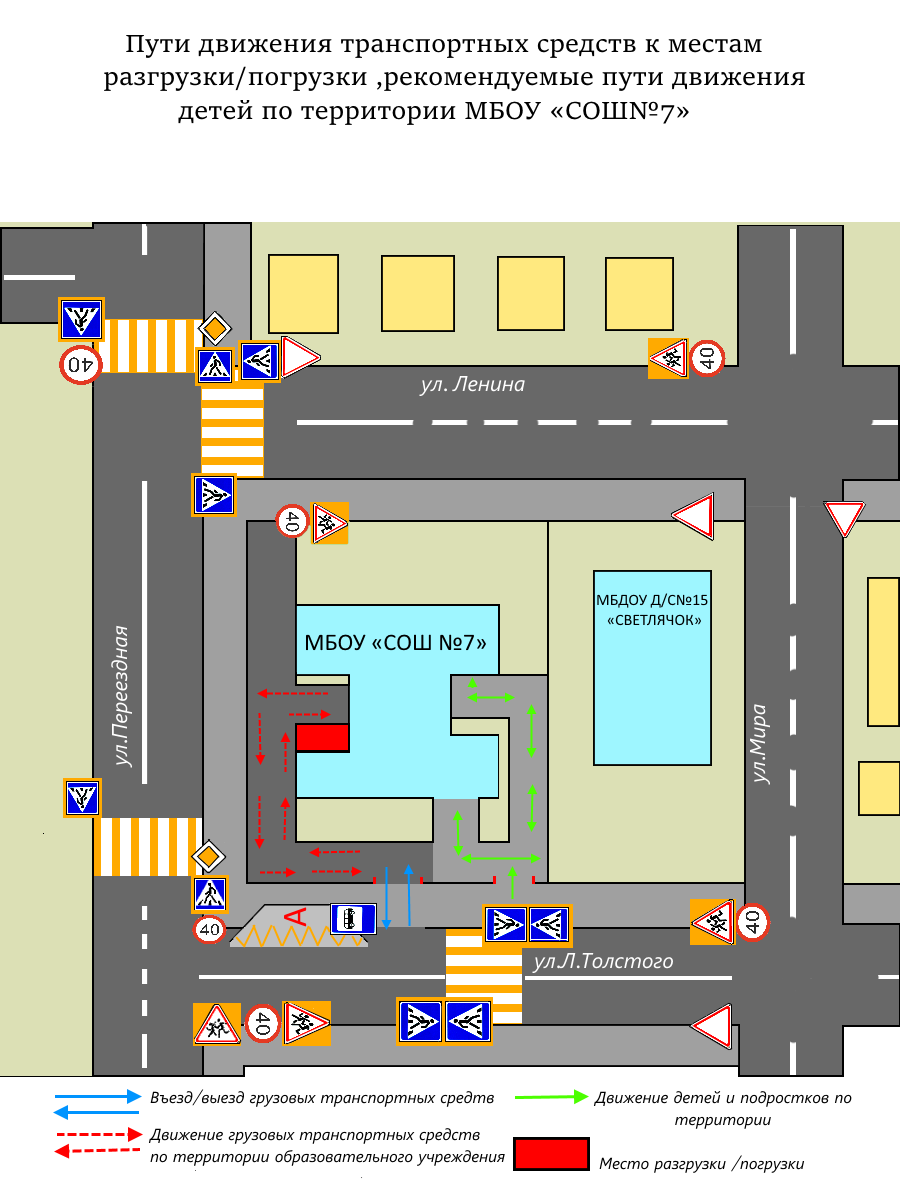 Пути движения транспортных средств к местам
разгрузки/погрузки ,рекомендуемые пути движения
детей по территории МБОУ «СОШ№7»
40
40
ул. Ленина
40
МБДОУ Д/С№15
«СВЕТЛЯЧОК»
МБОУ «СОШ №7»
ул.Переездная
ул.Мира
А
40
40
ул.Л.Толстого
40
Въезд/выезд грузовых транспортных средтв
Движение грузовых транспортных средств
по территории образовательного учреждения
Движение детей и подростков по
территории
Место разгрузки /погрузки